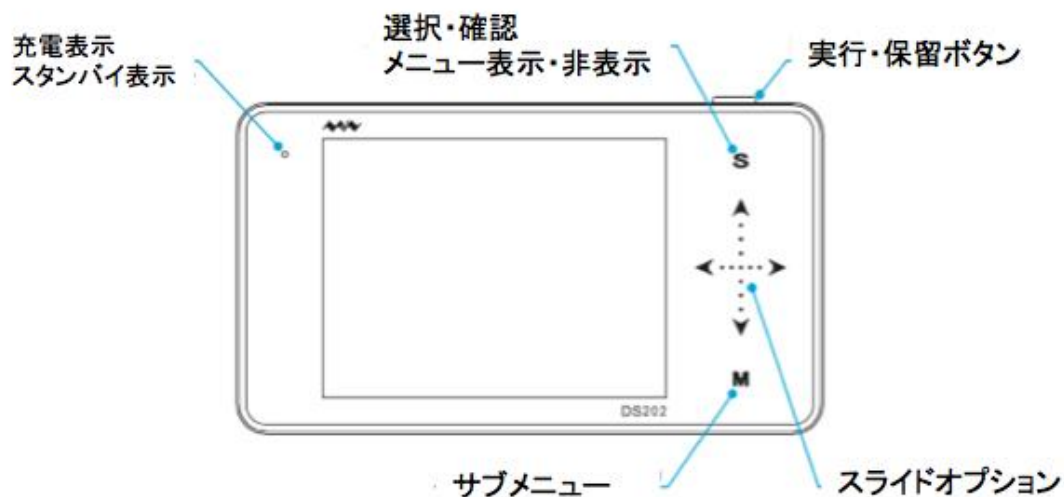 充電表示
スタンバイ表示
選択・確認
メニュー表示・非表示
実行・保留ボタン
S
M
DS202
サブメニュー
スライドオプション